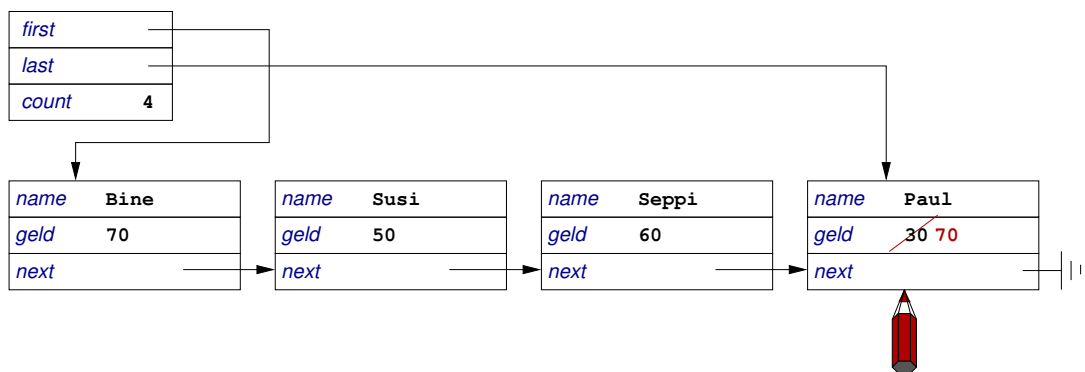 first
last
count 4
name Bine
geld 70
next
name Susi
geld 50
next
name Seppi
geld 60
next
name Paul
geld 30 70
next